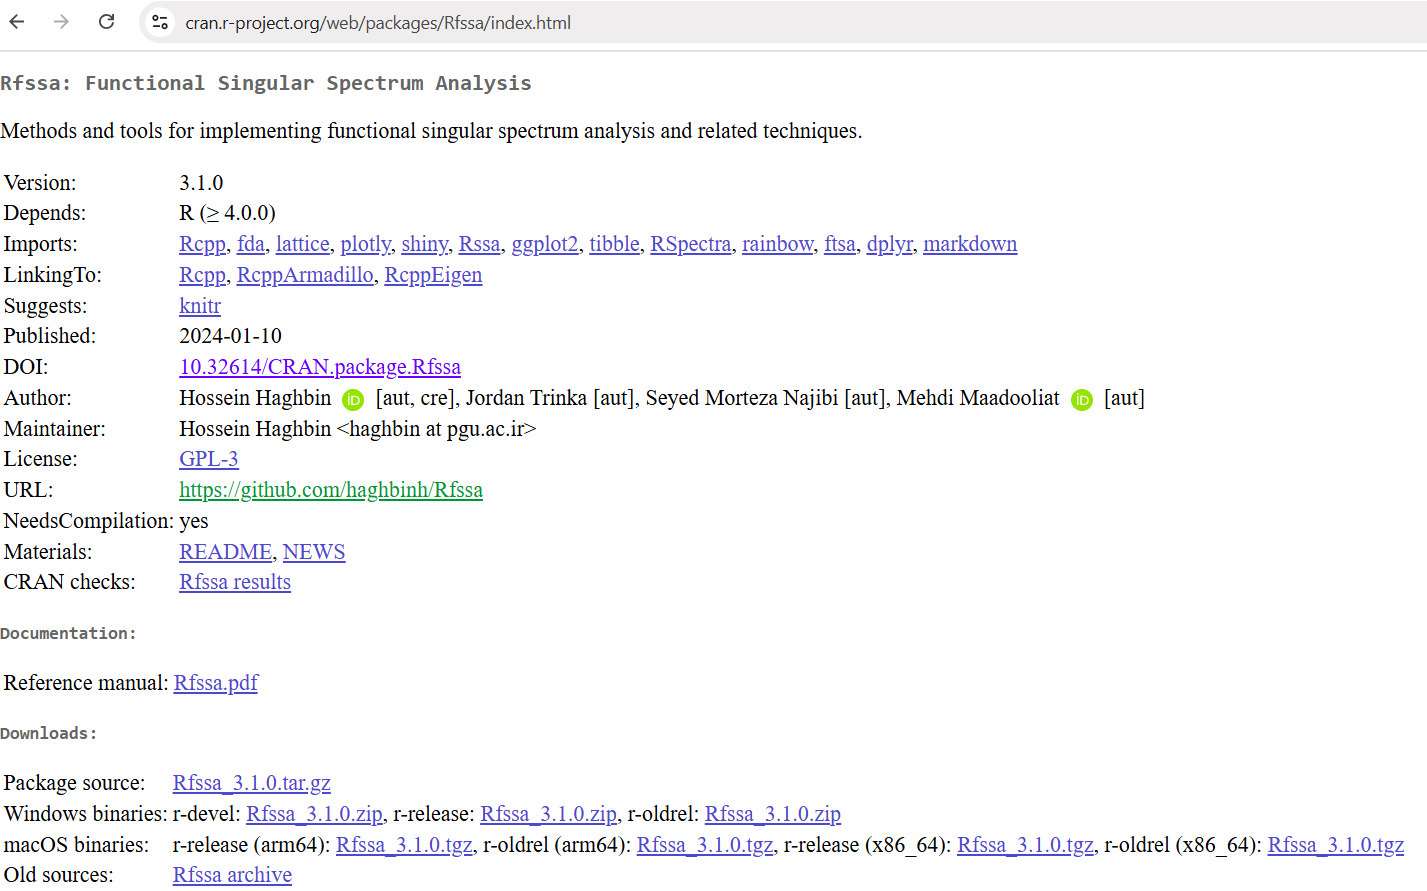 cran.r-project.org/web/packages/Rfssa/index.html
Rfssa: Functional Singular Spectrum Analysis
Methods and tools for implementing functional singular spectrum analysis and related techniques.
Version: 3.1.0
Depends: R (≥ 4.0.0)
Imports: Rcpp, fda, lattice, plotly, shiny, Rssa, ggplot2, tibble, RSpectra, rainbow, ftsa, dplyr, markdown
LinkingTo: Rcpp, RcppArmadillo, RcppEigen
Suggests: knitr
Published: 2024-01-10
DOI: 10.32614/CRAN.package.Rfssa
Author: Hossein Haghbin iD [aut, cre], Jordan Trinka [aut], Seyed Morteza Najibi [aut], Mehdi Maadooliat iD [aut]
Maintainer: Hossein Haghbin <haghbin at pgu.ac.ir>
License: GPL-3
URL: https://github.com/haghbinh/Rfssa
NeedsCompilation: yes
Materials: README, NEWS
CRAN checks: Rfssa results
Documentation:
Reference manual: Rfssa.pdf
Downloads:
Package source: Rfssa_3.1.0.tar.gz
Windows binaries: r-devel: Rfssa_3.1.0.zip, r-release: Rfssa_3.1.0.zip, r-oldrel: Rfssa_3.1.0.zip
macOS binaries: r-release (arm64): Rfssa_3.1.0.tgz, r-oldrel (arm64): Rfssa_3.1.0.tgz, r-release (x86_64): Rfssa_3.1.0.tgz, r-oldrel (x86_64): Rfssa_3.1.0.tgz
Old sources: Rfssa archive